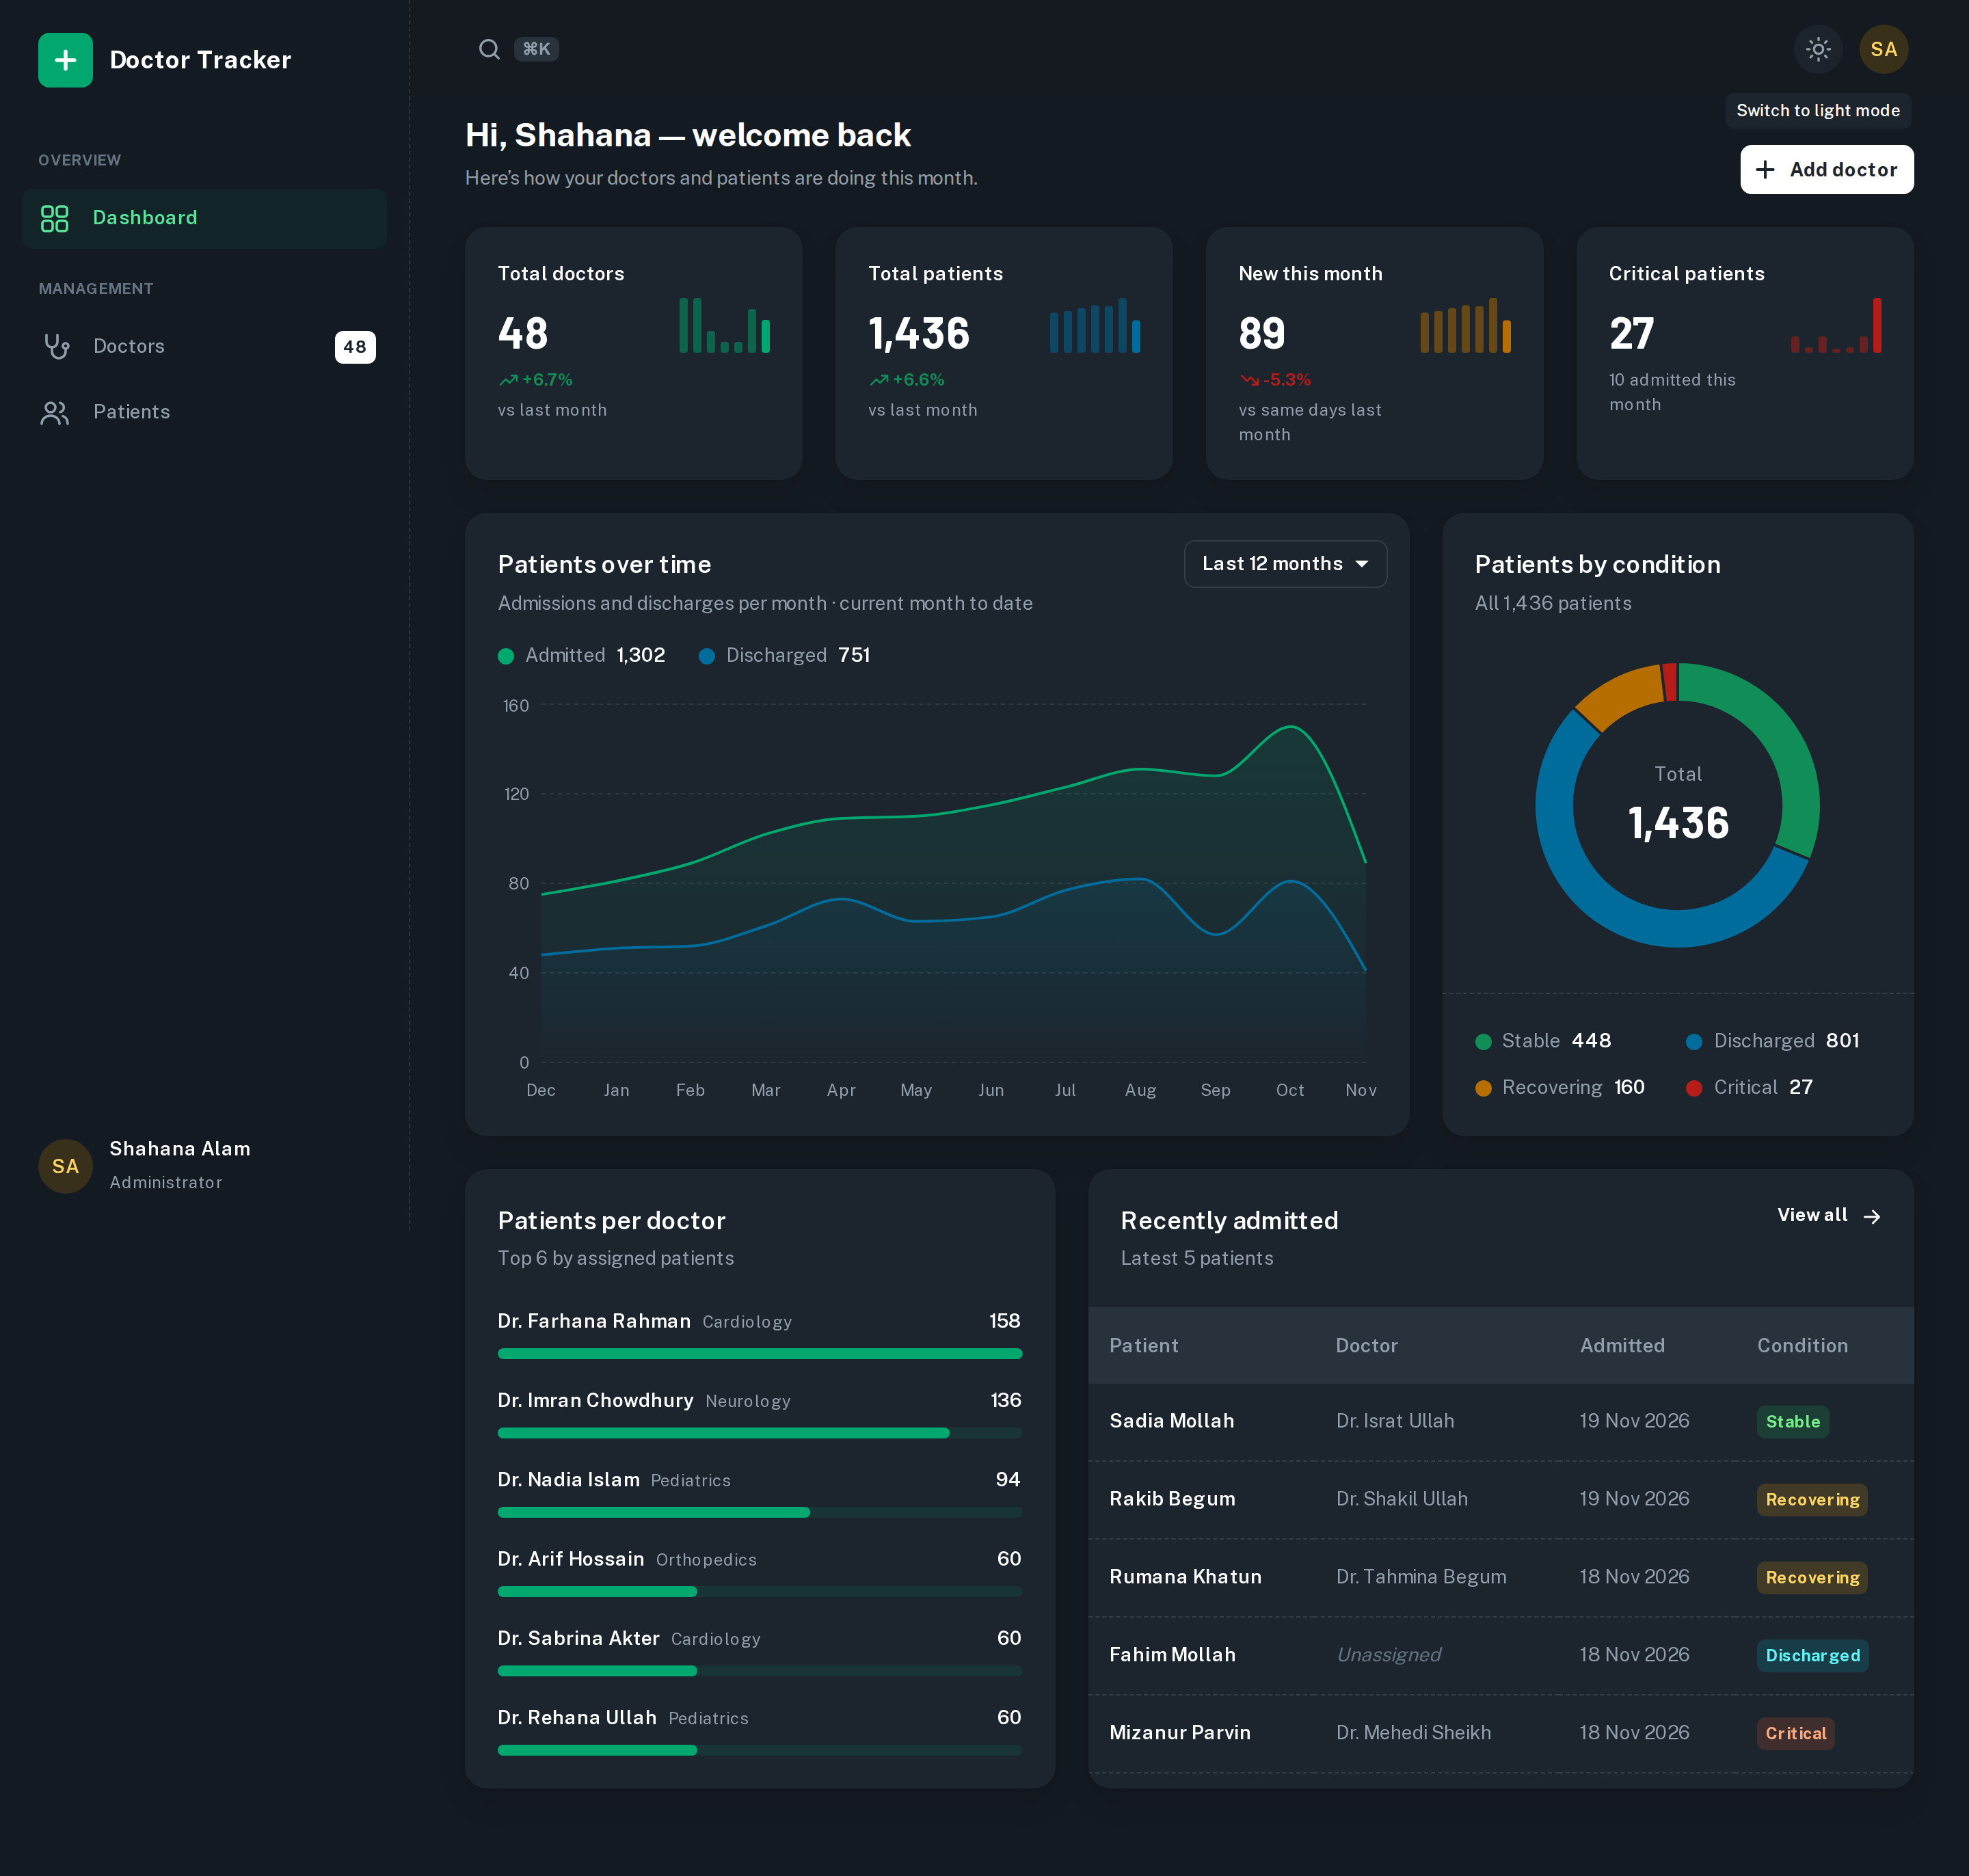 Doctor Tracker
OVERVIEW
Dashboard
MANAGEMENT
Doctors 48
Patients
SA
Shahana Alam
Administrator
⌘K
SA
Switch to light mode
Hi, Shahana — welcome back
Here’s how your doctors and patients are doing this month.
Add doctor
Total doctors
48
+6.7%
vs last month
Total patients
1,436
+6.6%
vs last month
New this month
89
-5.3%
vs same days last
month
Critical patients
27
10 admitted this
month
Patients over time
Last 12 months
Admissions and discharges per month · current month to date
Admitted 1,302 Discharged 751
160
120
80
40
0
Dec Jan Feb Mar Apr May Jun Jul Aug Sep Oct Nov
Patients by condition
All 1,436 patients
Total
1,436
Stable 448 Discharged 801
Recovering 160 Critical 27
Patients per doctor
Top 6 by assigned patients
Dr. Farhana Rahman Cardiology 158
Dr. Imran Chowdhury Neurology 136
Dr. Nadia Islam Pediatrics 94
Dr. Arif Hossain Orthopedics 60
Dr. Sabrina Akter Cardiology 60
Dr. Rehana Ullah Pediatrics 60
Recently admitted
View all
Latest 5 patients
Patient Doctor Admitted Condition
Sadia Mollah Dr. Israt Ullah 19 Nov 2026 Stable
Rakib Begum Dr. Shakil Ullah 19 Nov 2026 Recovering
Rumana Khatun Dr. Tahmina Begum 18 Nov 2026 Recovering
Fahim Mollah Unassigned 18 Nov 2026 Discharged
Mizanur Parvin Dr. Mehedi Sheikh 18 Nov 2026 Critical